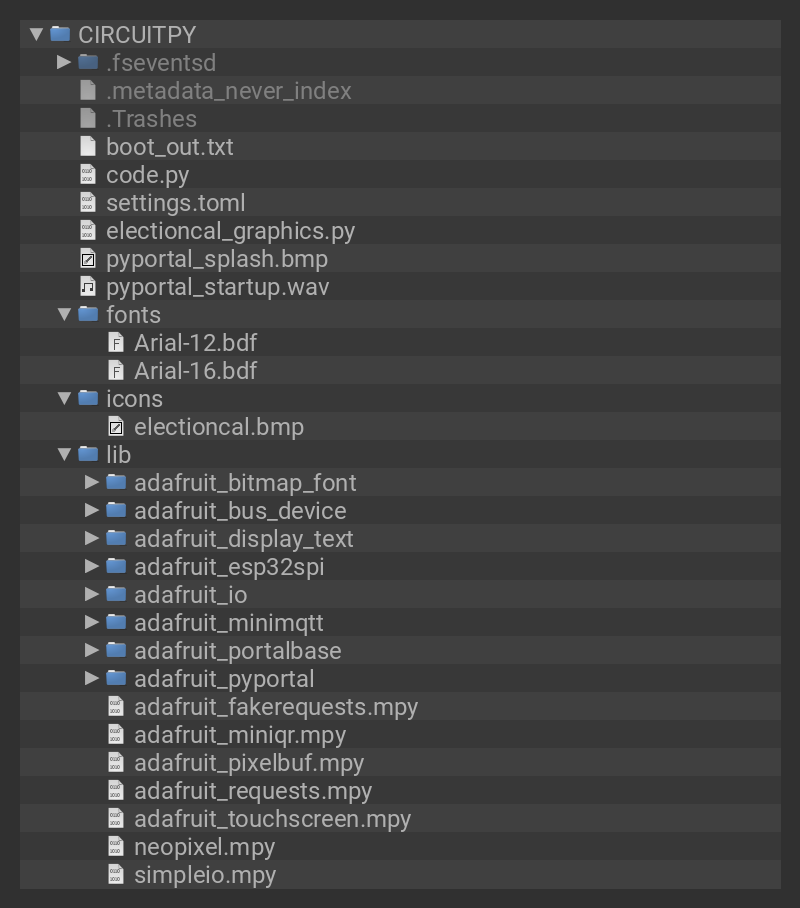 CIRCUITPY
.fseventsd
.metadata_never_index
.Trashes
boot_out.txt
code.py
settings.toml
electioncal_graphics.py
pyportal_splash.bmp
pyportal_startup.wav
fonts
Arial-12.bdf
Arial-16.bdf
icons
electioncal.bmp
lib
adafruit_bitmap_font
adafruit_bus_device
adafruit_display_text
adafruit_esp32spi
adafruit_io
adafruit_minimqtt
adafruit_portalbase
adafruit_pyportal
adafruit_fakerequests.mpy
adafruit_miniqr.mpy
adafruit_pixelbuf.mpy
adafruit_requests.mpy
adafruit_touchscreen.mpy
neopixel.mpy
simpleio.mpy